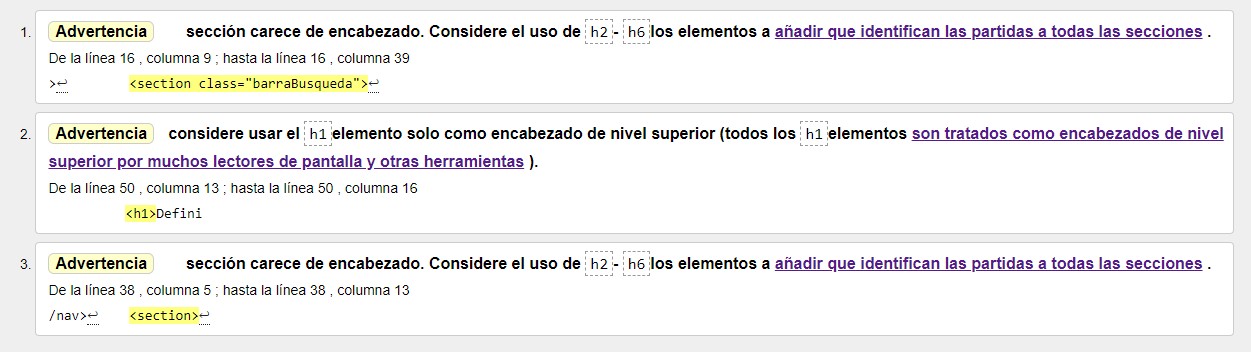 1. Advertencia sección carece de encabezado. Considere el uso de h2 - h6 los elementos a añadir que identifican las partidas a todas las secciones .
De la línea 16 , columna 9 ; hasta la línea 16 , columna 39
>↩ <section class="barraBusqueda">↩
2. Advertencia considere usar el h1 elemento solo como encabezado de nivel superior (todos los h1 elementos son tratados como encabezados de nivel
superior por muchos lectores de pantalla y otras herramientas ).
De la línea 50 , columna 13 ; hasta la línea 50 , columna 16
<h1>Defini
3. Advertencia sección carece de encabezado. Considere el uso de h2 - h6 los elementos a añadir que identifican las partidas a todas las secciones .
De la línea 38 , columna 5 ; hasta la línea 38 , columna 13
/nav>↩ <section>↩